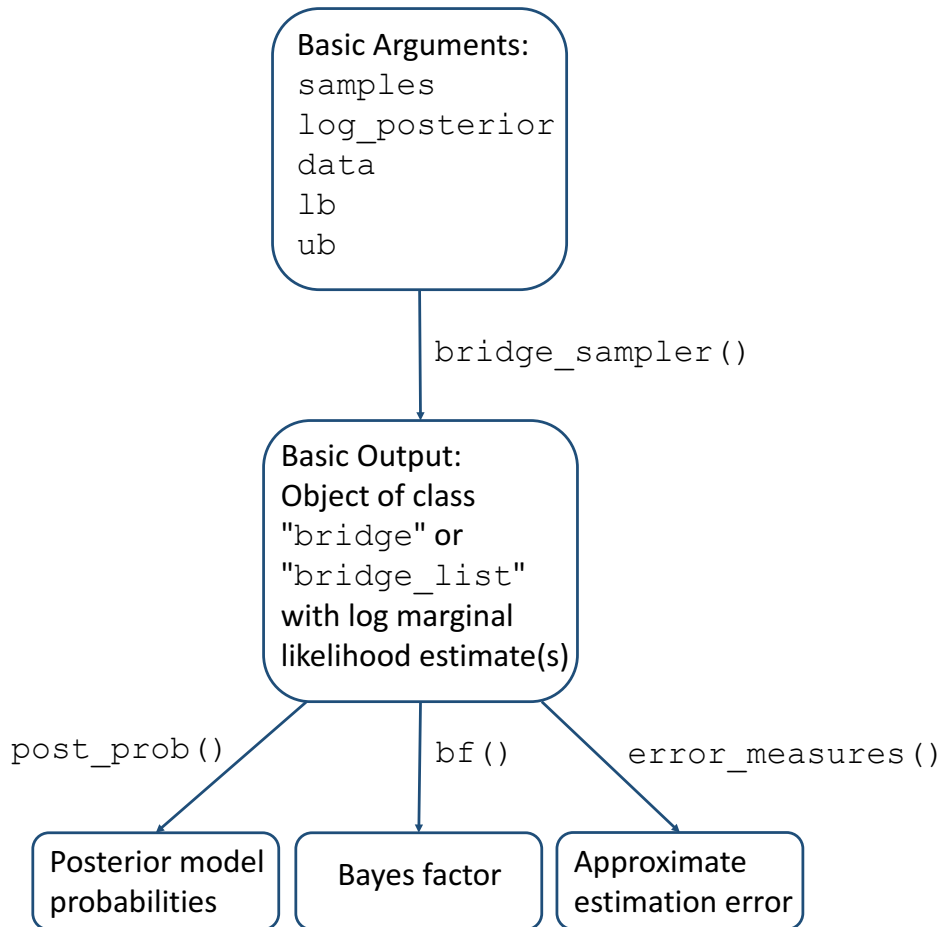 Basic Arguments:
samples
log_posterior
data
lb
ub
bridge_sampler()
Basic Output:
Object of class
"bridge" or
"bridge_list"
with log marginal
likelihood estimate(s)
post_prob()
bf()
error_measures()
Posterior model
probabilities
Bayes factor
Approximate
estimation error